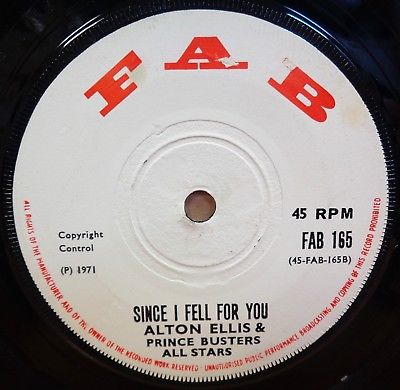 FAB
45 RPM
FAB 165
(45-FAB-165B)
Copyright
Control
(P) 1971
SINCE I FELL FOR YOU
ALTON ELLIS &
PRINCE BUSTERS
ALL STARS
ALL RIGHTS OF THE MANUFACTURER AND OF THE OWNER OF THE RECORDED WORK RESERVED UNAUTHORISED PUBLIC PERFORMANCE BROADCASTING AND COPYING OF THIS RECORD PROHIBITED